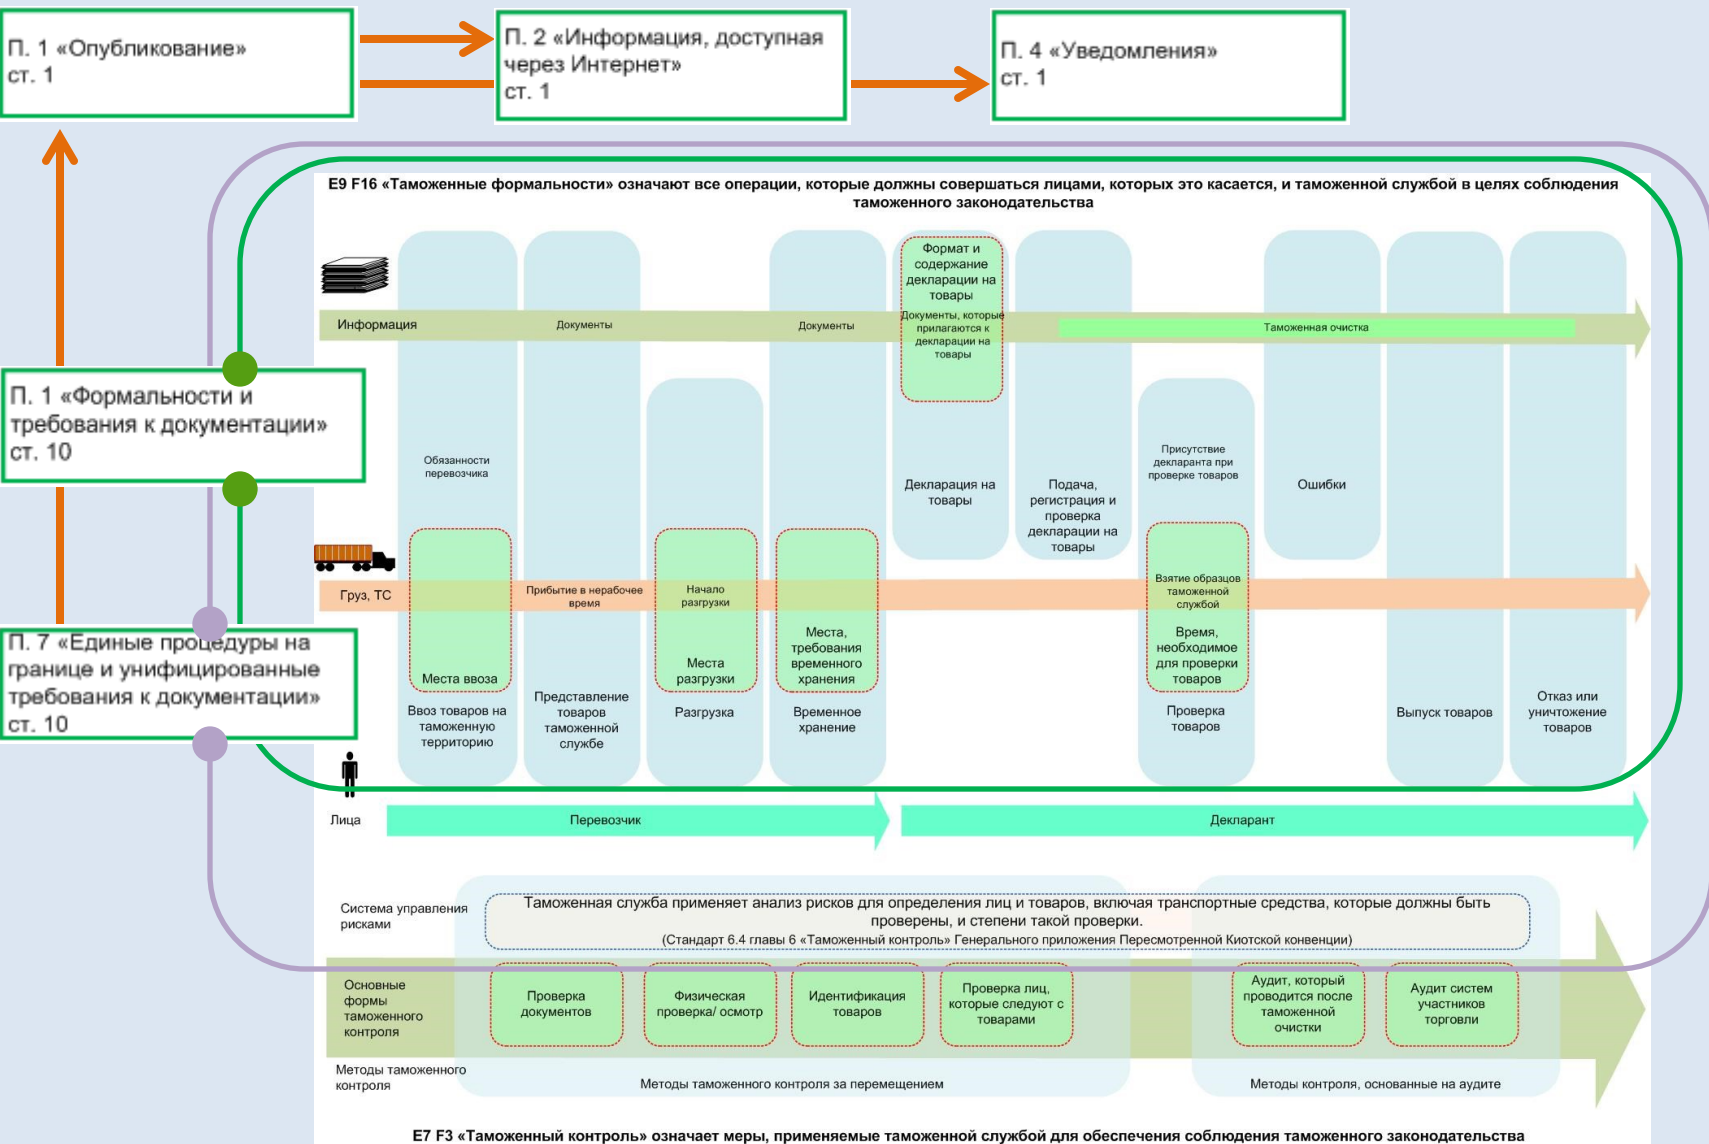 П. 1 «Опубликование»
ст. 1
П. 2 «Информация, доступная
через Интернет»
ст. 1
П. 4 «Уведомления»
ст. 1
E9 F16 «Таможенные формальности» означают все операции, которые должны совершаться лицами, которых это касается, и таможенной службой в целях соблюдения
таможенного законодательства
Формат и
содержание
декларации на
товары
Информация
Документы
Документы
Документы, которые
прилагаются к
декларации на
товары
Таможенная очистка
П. 1 «Формальности и
требования к документации»
ст. 10
Обязанности
перевозчика
Декларация на
товары
Подача,
регистрация и
проверка
декларации на
товары
Присутствие
декларанта при
проверке товаров
Ошибки
Груз, ТС
Прибытие в нерабочее
время
Начало
разгрузки
Взятие образцов
таможенной
службой
П. 7 «Единые процедуры на
границе и унифицированные
требования к документации»
ст. 10
Места ввоза
Места
разгрузки
Места,
требования
временного
хранения
Время,
необходимое
для проверки
товаров
Ввоз товаров на
таможенную
территорию
Представление
товаров
таможенной
службе
Разгрузка
Временное
хранение
Проверка
товаров
Выпуск товаров
Отказ или
уничтожение
товаров
Лица
Перевозчик
Декларант
Система управления
рисками
Таможенная служба применяет анализ рисков для определения лиц и товаров, включая транспортные средства, которые должны быть
проверены, и степени такой проверки.
(Стандарт 6.4 главы 6 «Таможенный контроль» Генерального приложения Пересмотренной Киотской конвенции)
Основные
формы
таможенного
контроля
Проверка
документов
Физическая
проверка/ осмотр
Идентификация
товаров
Проверка лиц,
которые следуют с
товарами
Аудит, который
проводится после
таможенной
очистки
Аудит систем
участников
торговли
Методы таможенного
контроля
Методы таможенного контроля за перемещением
Методы контроля, основанные на аудите
E7 F3 «Таможенный контроль» означает меры, применяемые таможенной службой для обеспечения соблюдения таможенного законодательства